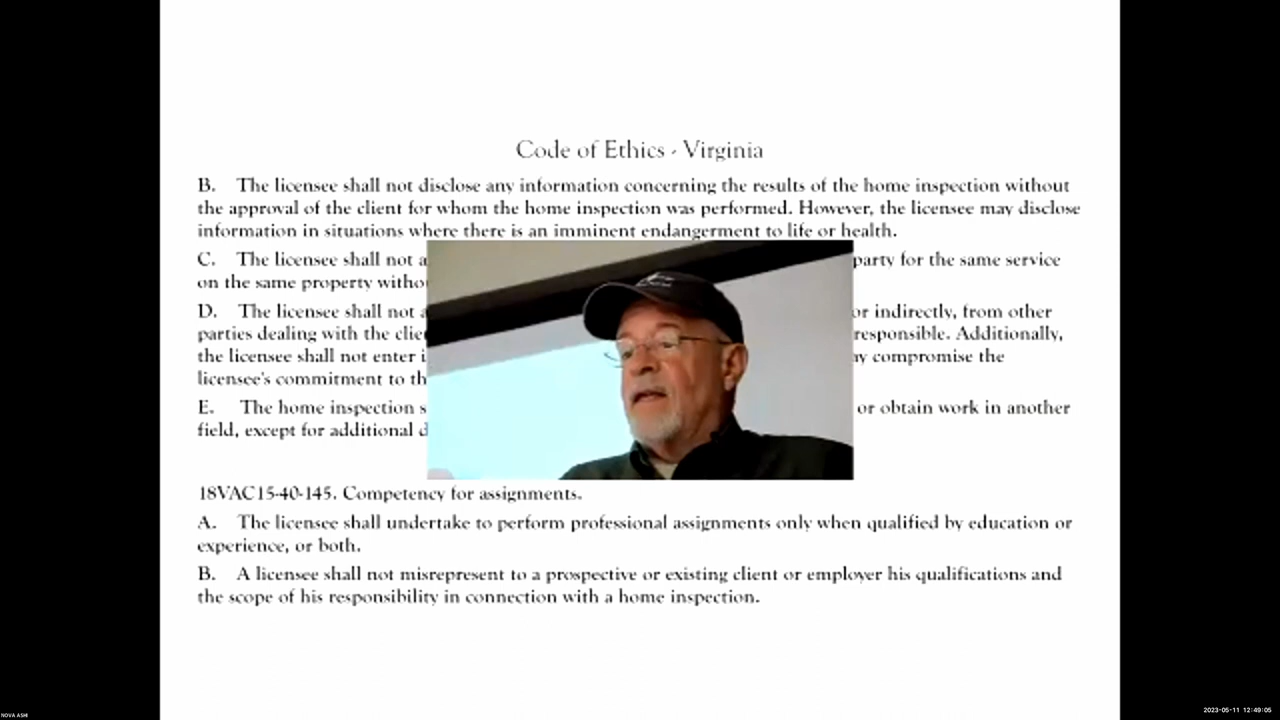 Code of Ethics - Virginia
B. The licensee shall not disclose any information concerning the results of the home inspection without
the approval of the client for whom the home inspection was performed. However, the licensee may disclose
information in situations where there is an imminent endangerment to life or health.
C. The licensee shall not a party for the same service
on the same property witho
D. The licensee shall not a or indirectly, from other
parties dealing with the clie responsible. Additionally,
the licensee shall not enter i y compromise the
licensee's commitment to th
E. The home inspection s or obtain work in another
field, except for additional d
18VAC15-40-145. Competency for assignments.
A. The licensee shall undertake to perform professional assignments only when qualified by education or
experience, or both.
B. A licensee shall not misrepresent to a prospective or existing client or employer his qualifications and
the scope of his responsibility in connection with a home inspection.
NOVA ASHI
2023-05-11 12:49:05